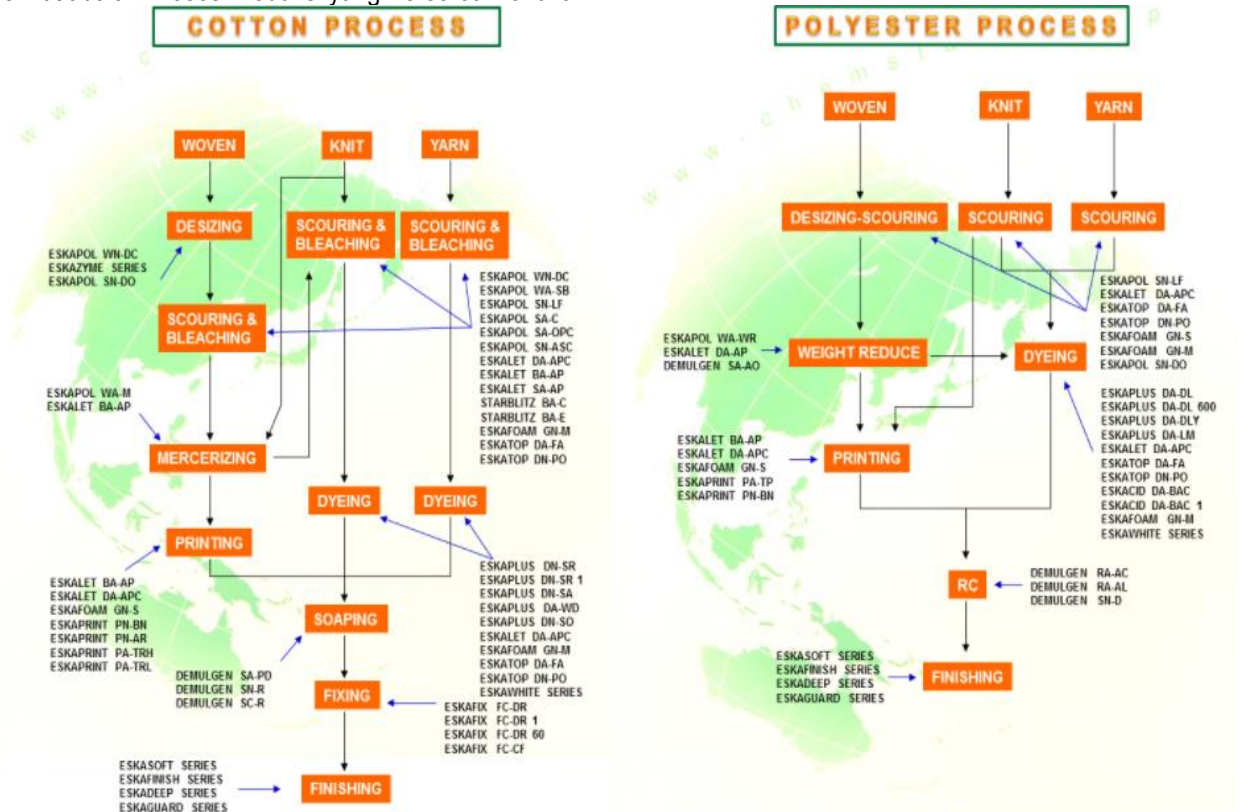 COTTON PROCESS
WOVEN
KNIT
YARN
DESIZING
SCOURING &
BLEACHING
SCOURING &
BLEACHING
ESKAPOL WN-DC
ESKAZYME SERIES
ESKAPOL SN-DO
SCOURING &
BLEACHING
ESKAPOL WN-DC
ESKAPOL WA-SB
ESKAPOL SN-LF
ESKAPOL SA-C
ESKAPOL SA-OPC
ESKAPOL SN-ASC
ESKALET DA-APC
ESKALET BA-AP
ESKALET SA-AP
STARBLITZ BA-C
STARBLITZ BA-E
ESKAFOAM GN-M
ESKATOP DA-FA
ESKATOP DN-PO
ESKAPOL WA-M
ESKALET BA-AP
MERCERIZING
DYEING
DYEING
PRINTING
ESKALET BA-AP
ESKALET DA-APC
ESKAFOAM GN-S
ESKAPRINT PN-BN
ESKAPRINT PN-AR
ESKAPRINT PA-TRH
ESKAPRINT PA-TRL
ESKAPLUS DN-SR
ESKAPLUS DN-SR 1
ESKAPLUS DN-SA
ESKAPLUS DA-WD
ESKAPLUS DN-SO
ESKALET DA-APC
ESKAFOAM GN-M
ESKATOP DA-FA
ESKATOP DN-PO
ESKAWHITE SERIES
SOAPING
DEMULGEN SA-PD
DEMULGEN SN-R
DEMULGEN SC-R
FIXING
ESKAFIX FC-DR
ESKAFIX FC-DR 1
ESKAFIX FC-DR 60
ESKAFIX FC-CF
ESKASOFT SERIES
ESKAFINISH SERIES
ESKADEEP SERIES
ESKAGUARD SERIES
FINISHING
POLYESTER PROCESS
WOVEN
KNIT
YARN
DESIZING-SCOURING
SCOURING
SCOURING
ESKAPOL SN-LF
ESKALET DA-APC
ESKATOP DA-FA
ESKATOP DN-PO
ESKAFOAM GN-S
ESKAFOAM GN-M
ESKAPOL SN-DO
ESKAPOL WA-WR
ESKALET DA-AP
DEMULGEN SA-AO
WEIGHT REDUCE
DYEING
ESKAPLUS DA-DL
ESKAPLUS DA-DL 600
ESKAPLUS DA-DLY
ESKAPLUS DA-LM
ESKALET DA-APC
ESKATOP DA-FA
ESKATOP DN-PO
ESKACID DA-BAC
ESKACID DA-BAC 1
ESKAFOAM GN-M
ESKAWHITE SERIES
ESKALET BA-AP
ESKALET DA-APC
ESKAFOAM GN-S
ESKAPRINT PA-TP
ESKAPRINT PN-BN
PRINTING
RC
DEMULGEN RA-AC
DEMULGEN RA-AL
DEMULGEN SN-D
ESKASOFT SERIES
ESKAFINISH SERIES
ESKADEEP SERIES
ESKAGUARD SERIES
FINISHING